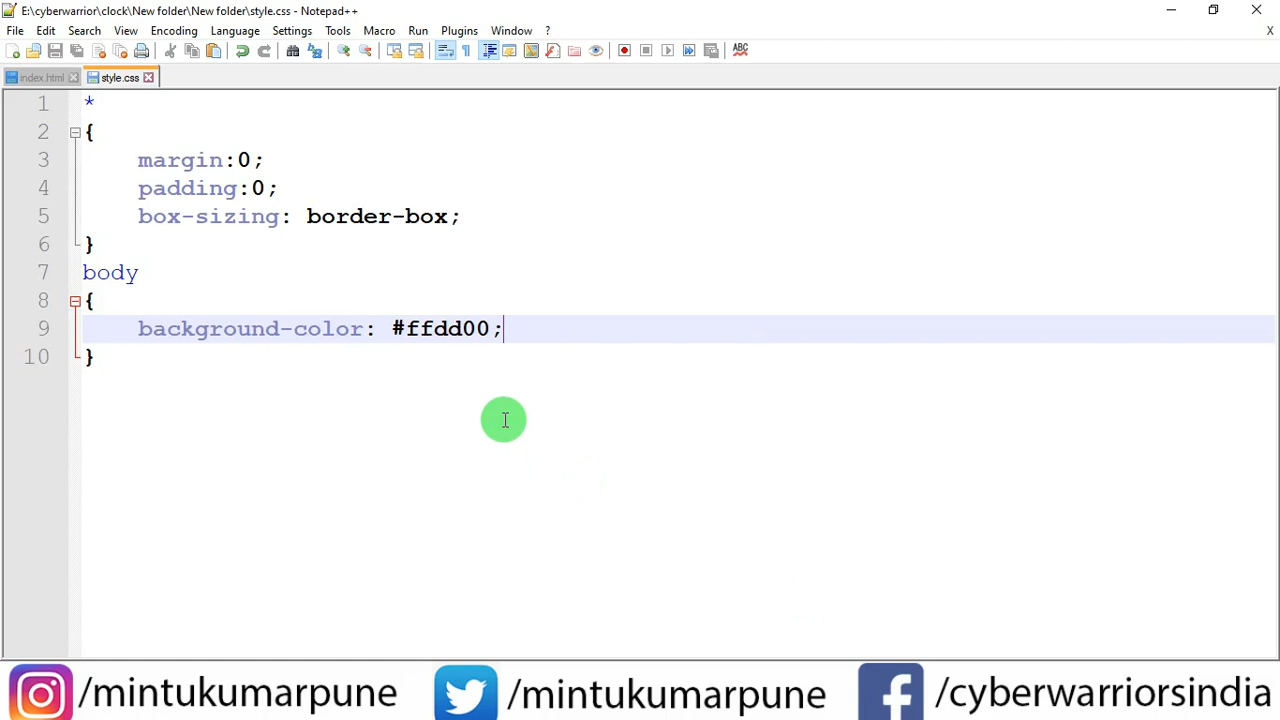 E:\cyberwarrior\clock\New folder\New folder\style.css - Notepad++
File Edit Search View Encoding Language Settings Tools Macro Run Plugins Window ? X
ABC
index.html style.css
1 *
2 {
3 margin:0;
4 padding:0;
5 box-sizing: border-box;
6 }
7 body
8 {
9 background-color: #ffdd00;
10 }
/mintukumarpune /mintukumarpune /cyberwarriorsindia